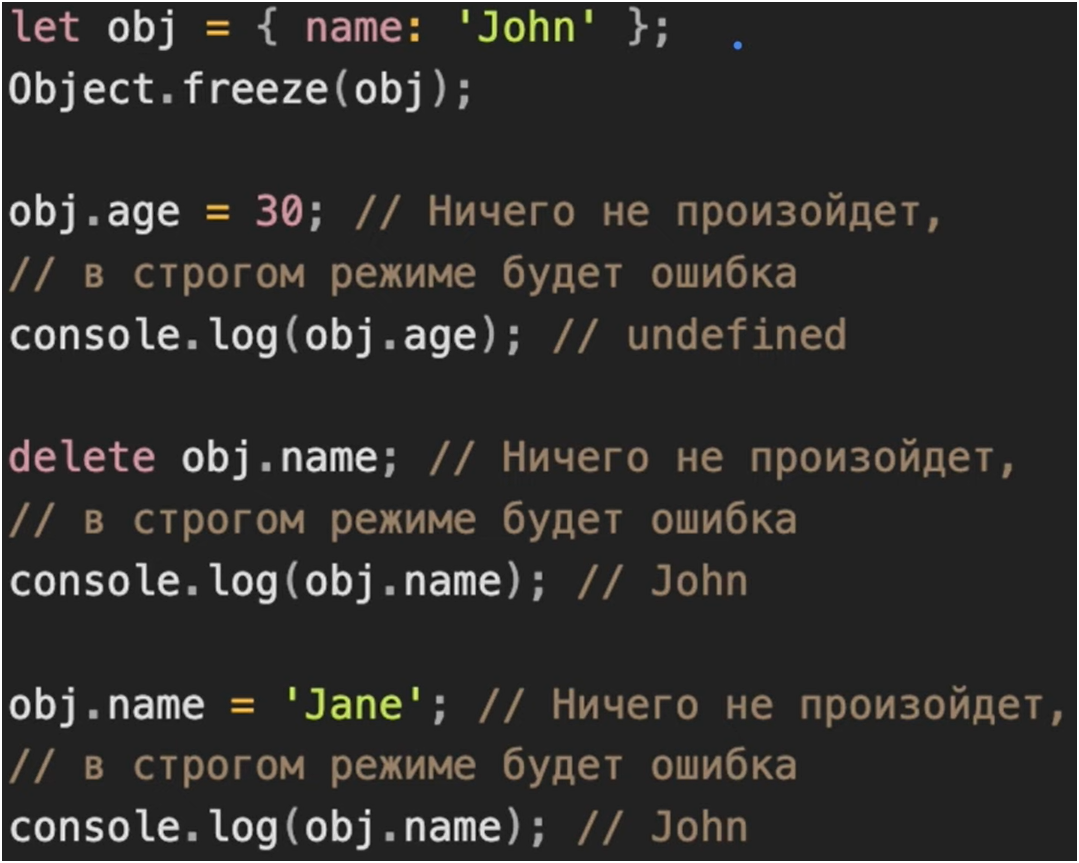 let obj = { name: 'John' };
Object.freeze(obj);
obj.age = 30; // Ничего не произойдет,
// в строгом режиме будет ошибка
console.log(obj.age); // undefined
delete obj.name; // Ничего не произойдет,
// в строгом режиме будет ошибка
console.log(obj.name); // John
obj.name = 'Jane'; // Ничего не произойдет,
// в строгом режиме будет ошибка
console.log(obj.name); // John